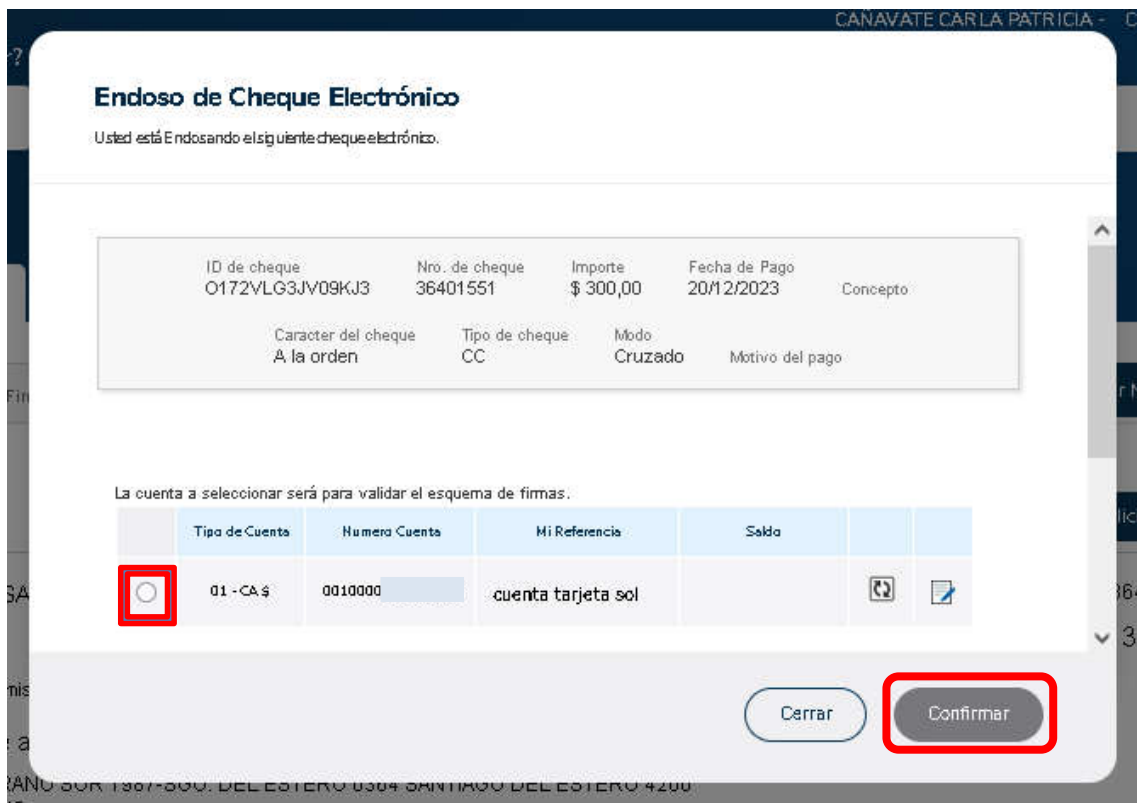 CAÑAVATE CARLA PATRICIA -
Endoso de Cheque Electrónico
Usted está Endosando el siguiente cheque electrónico.
ID de cheque Nro. de cheque Importe Fecha de Pago
O172VLG3JV09KJ3 36401551 $ 300,00 20/12/2023 Concepto
Caracter del cheque Tipo de cheque Modo
A la orden CC Cruzado Motivo del pago
La cuenta a seleccionar será para validar el esquema de firmas.
Tipo de Cuenta Numero Cuenta Mi Referencia Saldo
01 - CA $ 0010000 cuenta tarjeta sol
Cerrar Confirmar